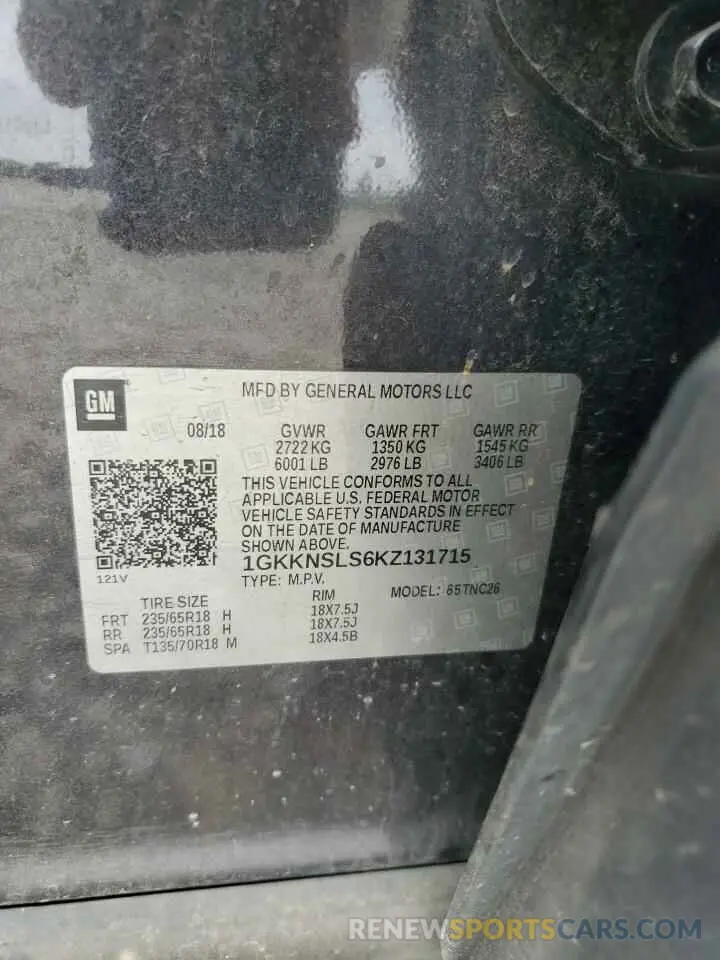 GM
MFD BY GENERAL MOTORS LLC
08/18 GVWR GAWR FRT GAWR RR
2722 KG 1350 KG 1545 KG
6001 LB 2976 LB 3406 LB
THIS VEHICLE CONFORMS TO ALL
APPLICABLE U.S. FEDERAL MOTOR
VEHICLE SAFETY STANDARDS IN EFFECT
ON THE DATE OF MANUFACTURE
SHOWN ABOVE.
1GKKNSLS6KZ131715
121V
TYPE: M.P.V. MODEL: 65TNC26
TIRE SIZE RIM
FRT 235/65R18 H 18X7.5J
RR 235/65R18 H 18X7.5J
SPA T135/70R18 M 18X4.5B
RENEWSPORTSCARS.COM